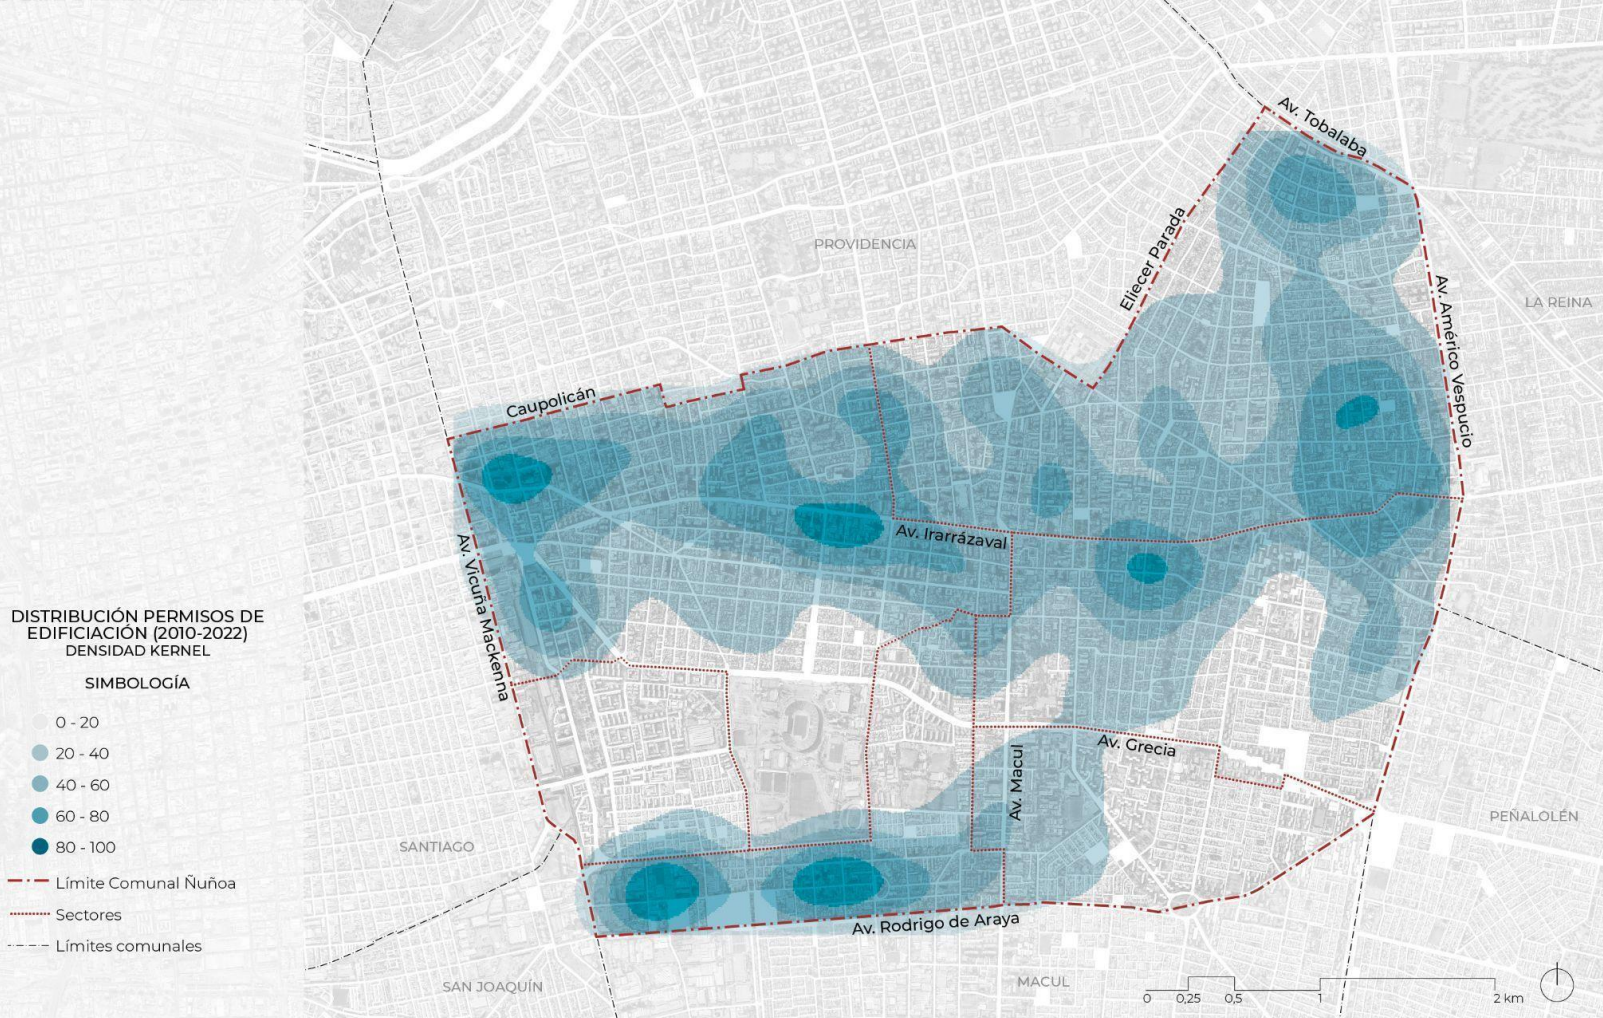 Av. Tobalaba
Eliecer Parada
PROVIDENCIA
LA REINA
Av. Américo Vespucio
Caupolicán
Av. Irarrázaval
Av. Vicuña Mackenna
DISTRIBUCIÓN PERMISOS DE
EDIFICIACIÓN (2010-2022)
DENSIDAD KERNEL
SIMBOLOGÍA
0 - 20
20 - 40
40 - 60
60 - 80
80 - 100
Límite Comunal Ñuñoa
Sectores
Límites comunales
Av. Grecia
Av. Macul
SANTIAGO
PEÑALOLÉN
Av. Rodrigo de Araya
SAN JOAQUÍN
MACUL
0 0,25 0,5 1 2 km